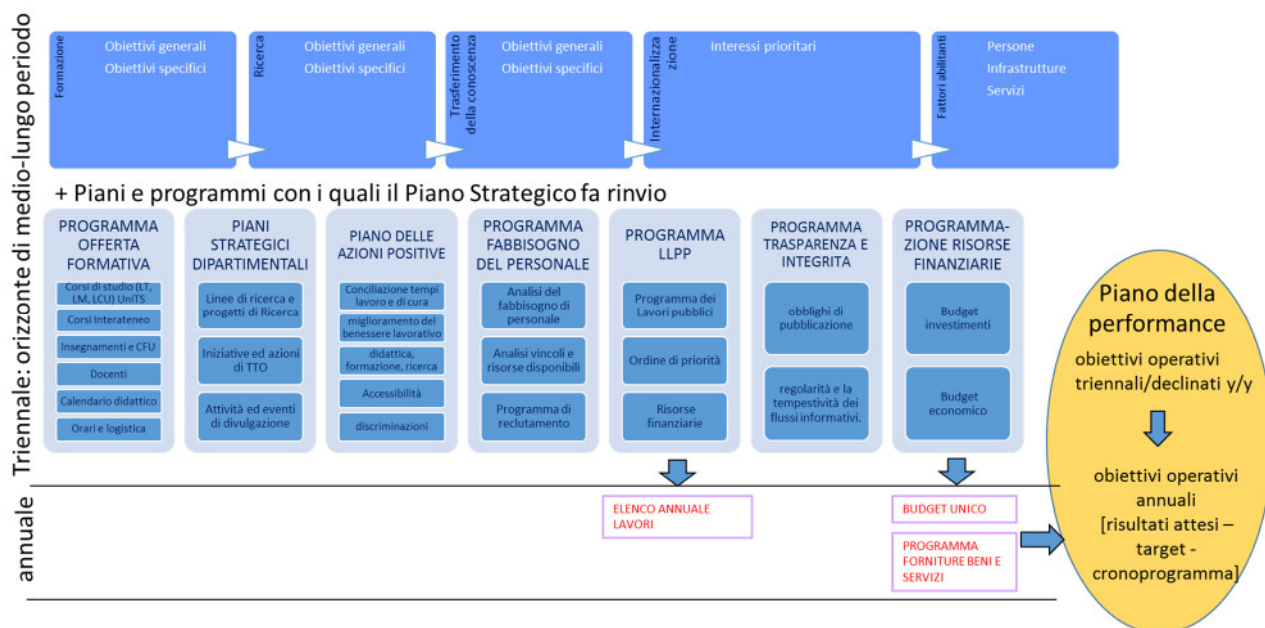 Triennale: orizzonte di medio-lungo periodo
Formazione
Obiettivi generali
Obiettivi specifici
Ricerca
Obiettivi generali
Obiettivi specifici
Trasferimento
della conoscenza
Obiettivi generali
Obiettivi specifici
Internazionalizza
zione
Interessi prioritari
Fattori abilitanti
Persone
Infrastrutture
Servizi
+ Piani e programmi con i quali il Piano Strategico fa rinvio
PROGRAMMA
OFFERTA
FORMATIVA
Corsi di studio (LT,
LM, LCU) UniTS
Corsi Interateneo
Insegnamenti e CFU
Docenti
Calendario didattico
Orari e logistica
PIANI
STRATEGICI
DIPARTIMENTALI
Linee di ricerca e
progetti di Ricerca
Iniziative ed azioni
di TTO
Attività ed eventi
di divulgazione
PIANO DELLE
AZIONI POSITIVE
Conciliazione tempi
lavoro e di cura
miglioramento del
benessere lavorativo
didattica,
formazione, ricerca
Accessibilità
discriminazioni
PROGRAMMA
FABBISOGNO
DEL PERSONALE
Analisi del
fabbisogno di
personale
Analisi vincoli e
risorse disponibili
Programma di
reclutamento
PROGRAMMA
LLPP
Programma dei
Lavori pubblici
Ordine di priorità
Risorse
finanziarie
PROGRAMMA
TRASPARENZA E
INTEGRITA
obblighi di
pubblicazione
regolarità e la
tempestività dei
flussi informativi.
PROGRAMMA-
ZIONE RISORSE
FINANZIARIE
Budget
investimenti
Budget
economico
Piano della
performance
obiettivi operativi
triennali/declinati y/y
obiettivi operativi
annuali
[risultati attesi –
target -
cronoprogramma]
annuale
ELENCO ANNUALE
LAVORI
BUDGET UNICO
PROGRAMMA
FORNITURE BENI E
SERVIZI